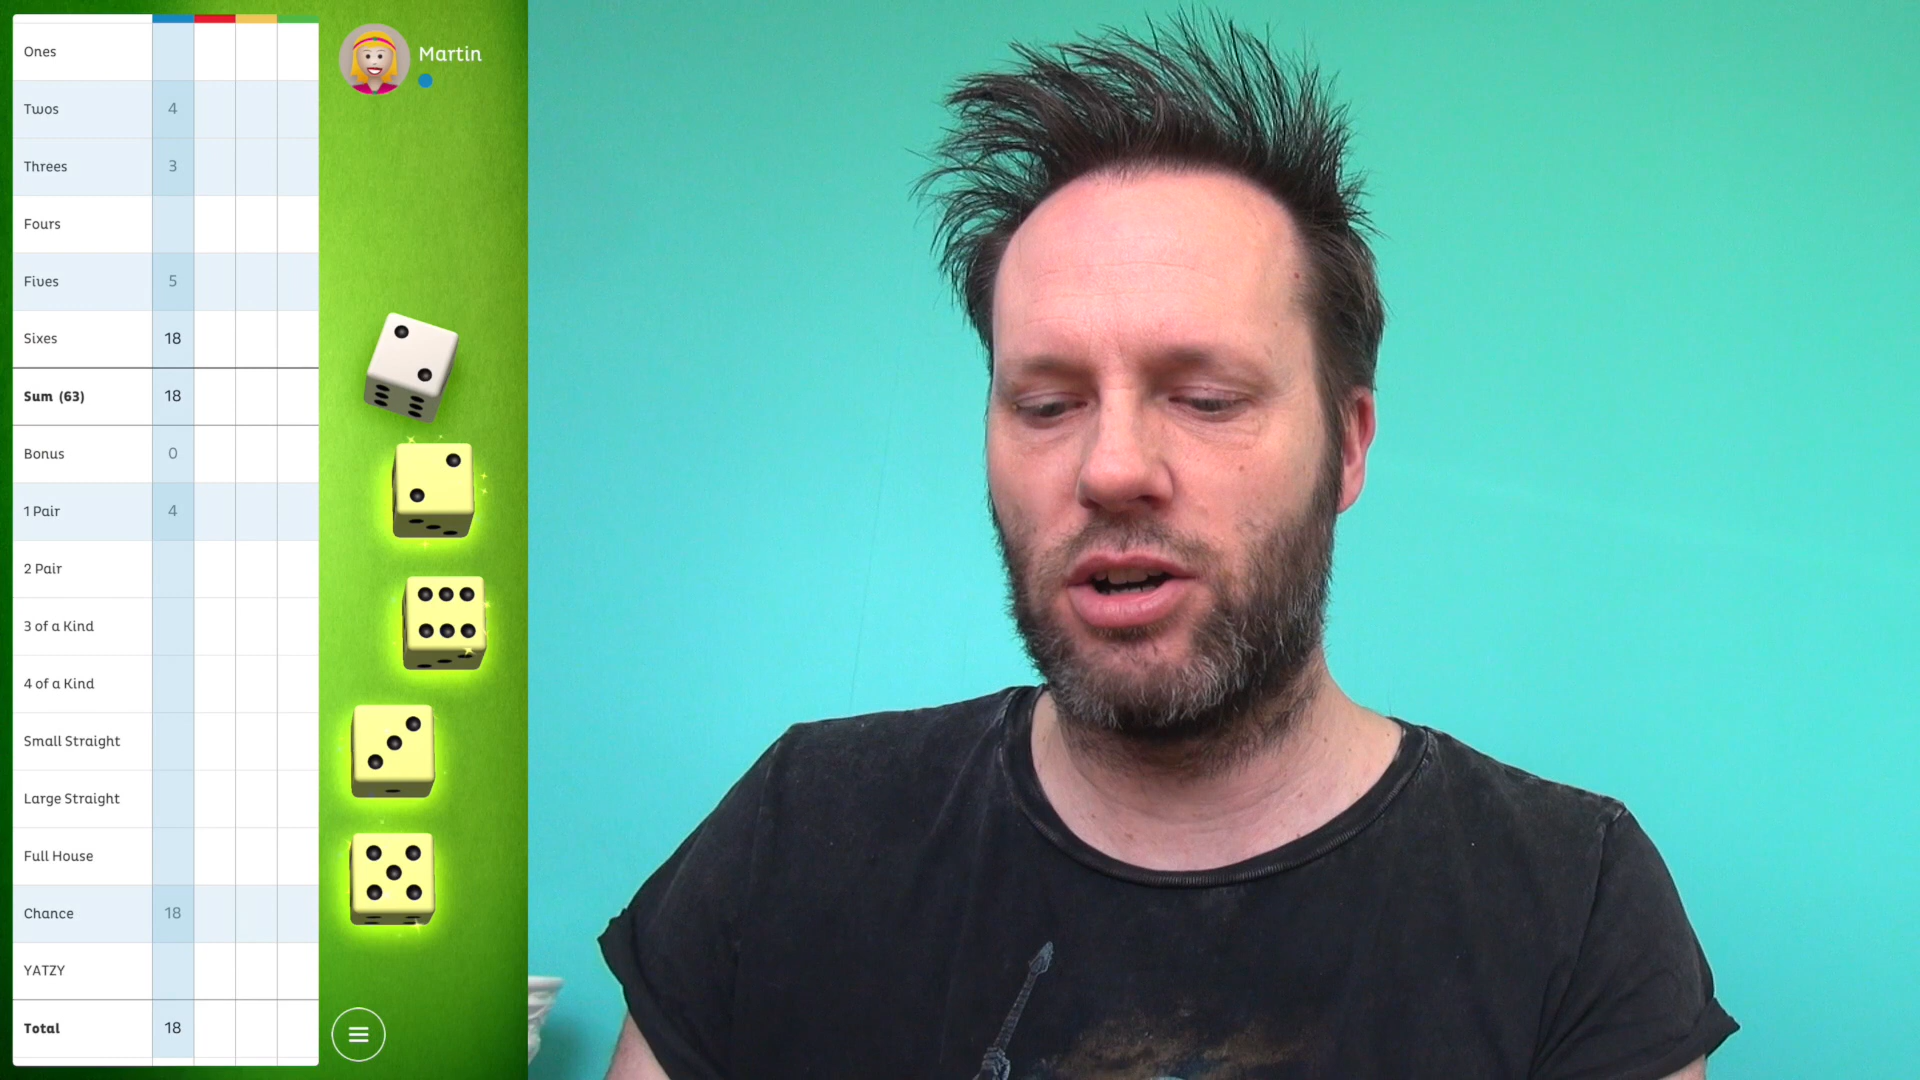 Ones
Twos 4
Threes 3
Fours
Fives 5
Sixes 18
Sum (63) 18
Bonus 0
1 Pair 4
2 Pair
3 of a Kind
4 of a Kind
Small Straight
Large Straight
Full House
Chance 18
YATZY
Total 18
Martin